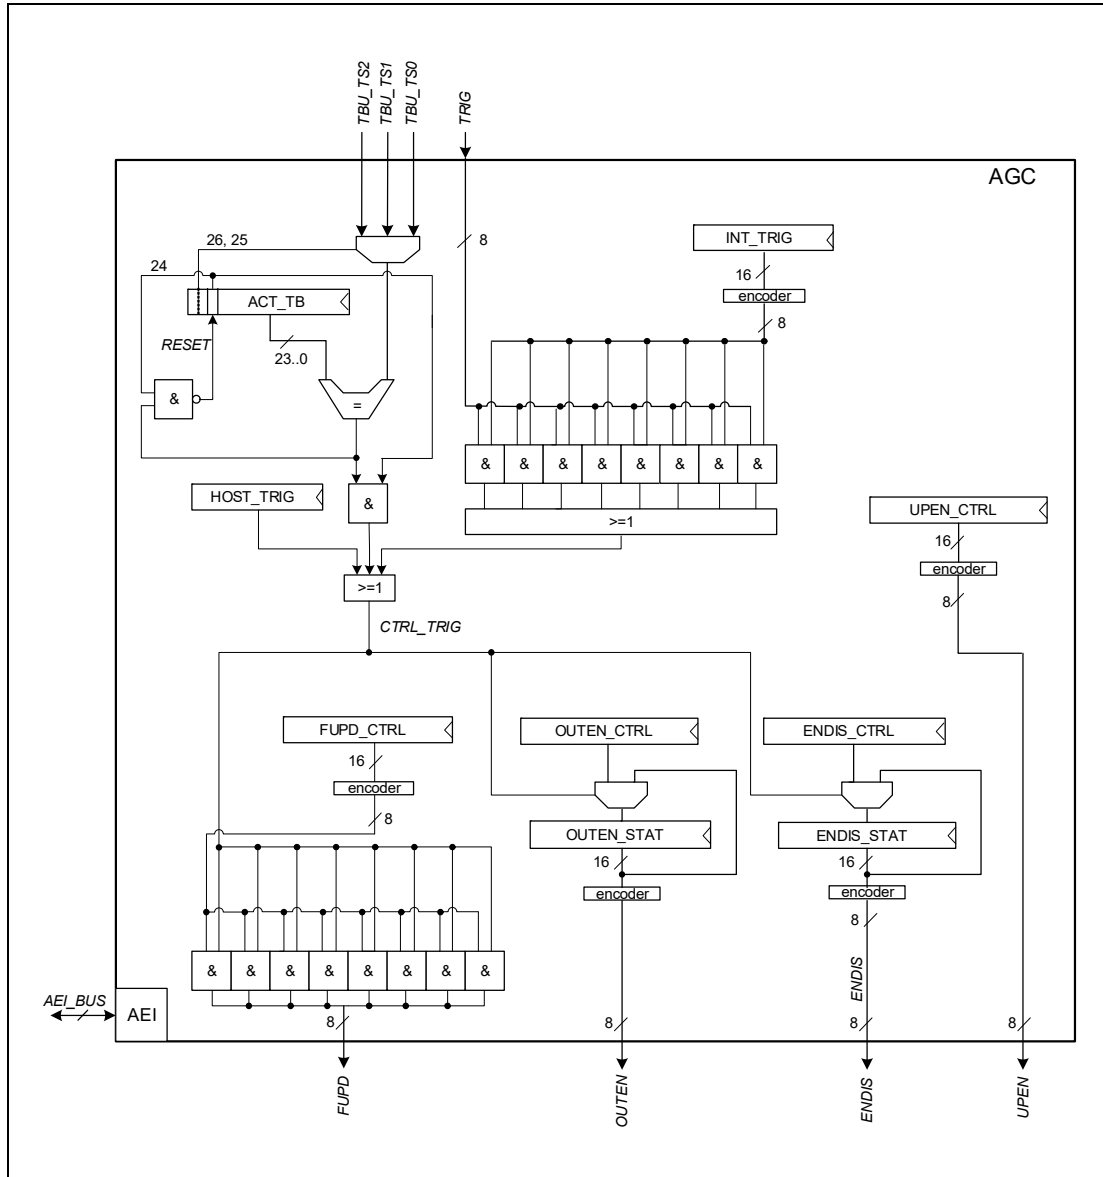 TBU_TS2
TBU_TS1
TBU_TS0
TRIG
AGC
26, 25
8
INT_TRIG
24
16
ACT_TB
encoder
RESET
8
23..0
&
=
& & & & & & & &
HOST_TRIG
&
UPEN_CTRL
>=1
16
encoder
>=1
8
CTRL_TRIG
FUPD_CTRL
OUTEN_CTRL
ENDIS_CTRL
16
encoder
8
OUTEN_STAT
ENDIS_STAT
16
16
encoder
encoder
8
& & & & & & & &
ENDIS
AEI_BUS
AEI
8
8
8
8
FUPD
OUTEN
ENDIS
UPEN